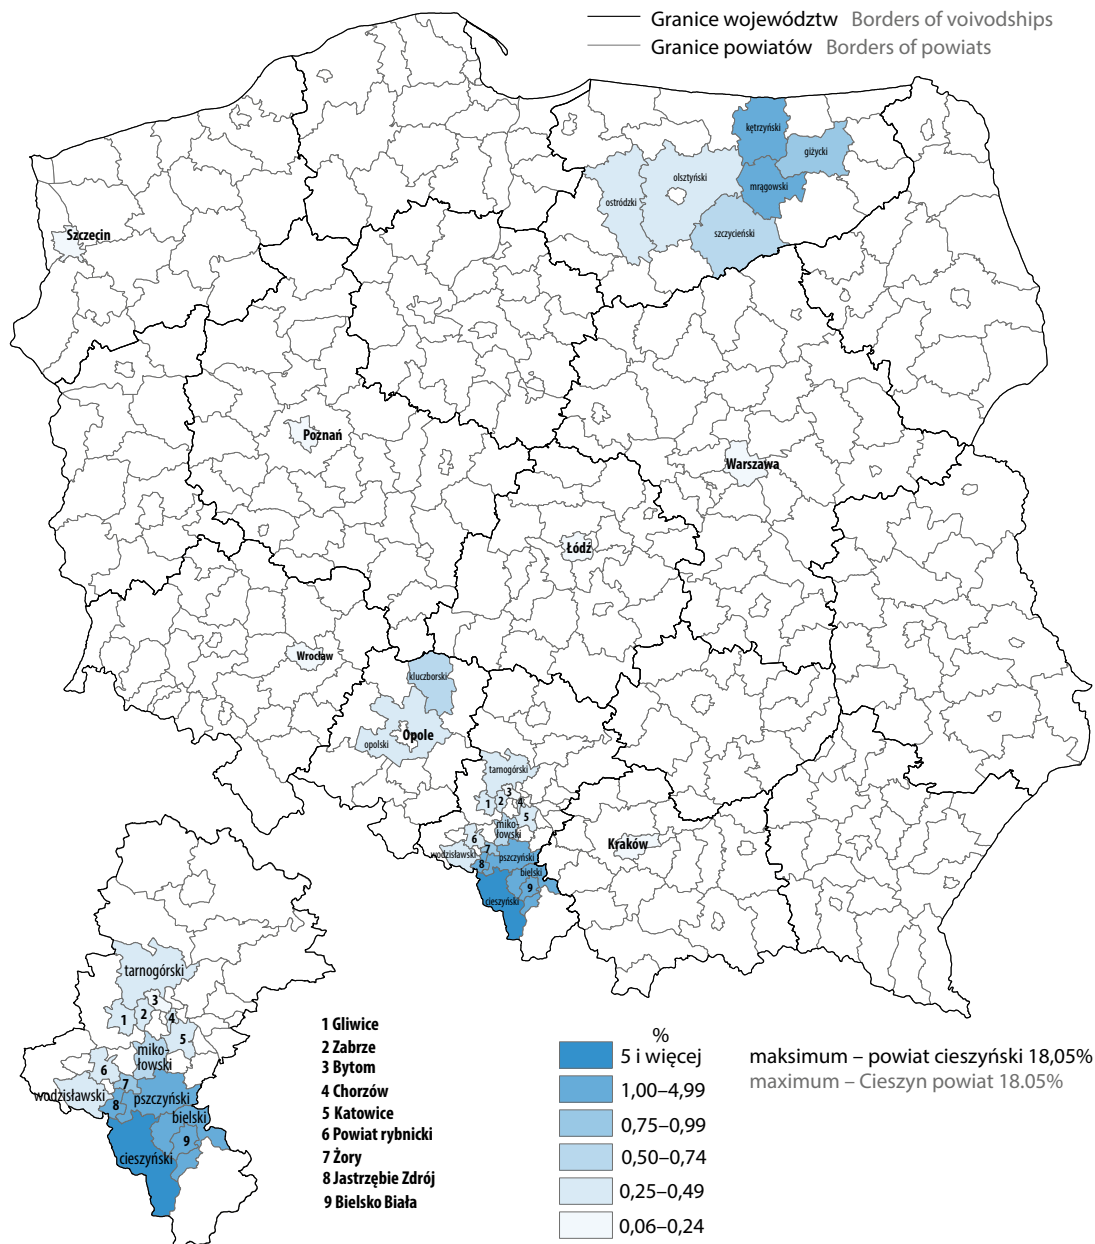 Granice województw Borders of voivodships
Granice powiatów Borders of powiats
kętrzyński
giżycki
olsztyński
mrągowski
ostródzki
szczycieński
Szczecin
Poznań
Warszawa
Łódź
Wrocław
kluczborski
opolski
Opole
tarnogórski
3
1
2
4
5
miko-
łowski
6
Kraków
wodzisławski
7
pszczyński
8
bielski
9
cieszyński
tarnogórski
3
1
2
4
5
miko-
łowski
6
7
wodzisławski
pszczyński
8
bielski
9
cieszyński
1 Gliwice
2 Zabrze
3 Bytom
4 Chorzów
5 Katowice
6 Powiat rybnicki
7 Żory
8 Jastrzębie Zdrój
9 Bielsko Biała
%
5 i więcej
1,00–4,99
0,75–0,99
0,50–0,74
0,25–0,49
0,06–0,24
maksimum – powiat cieszyński 18,05%
maximum – Cieszyn powiat 18.05%